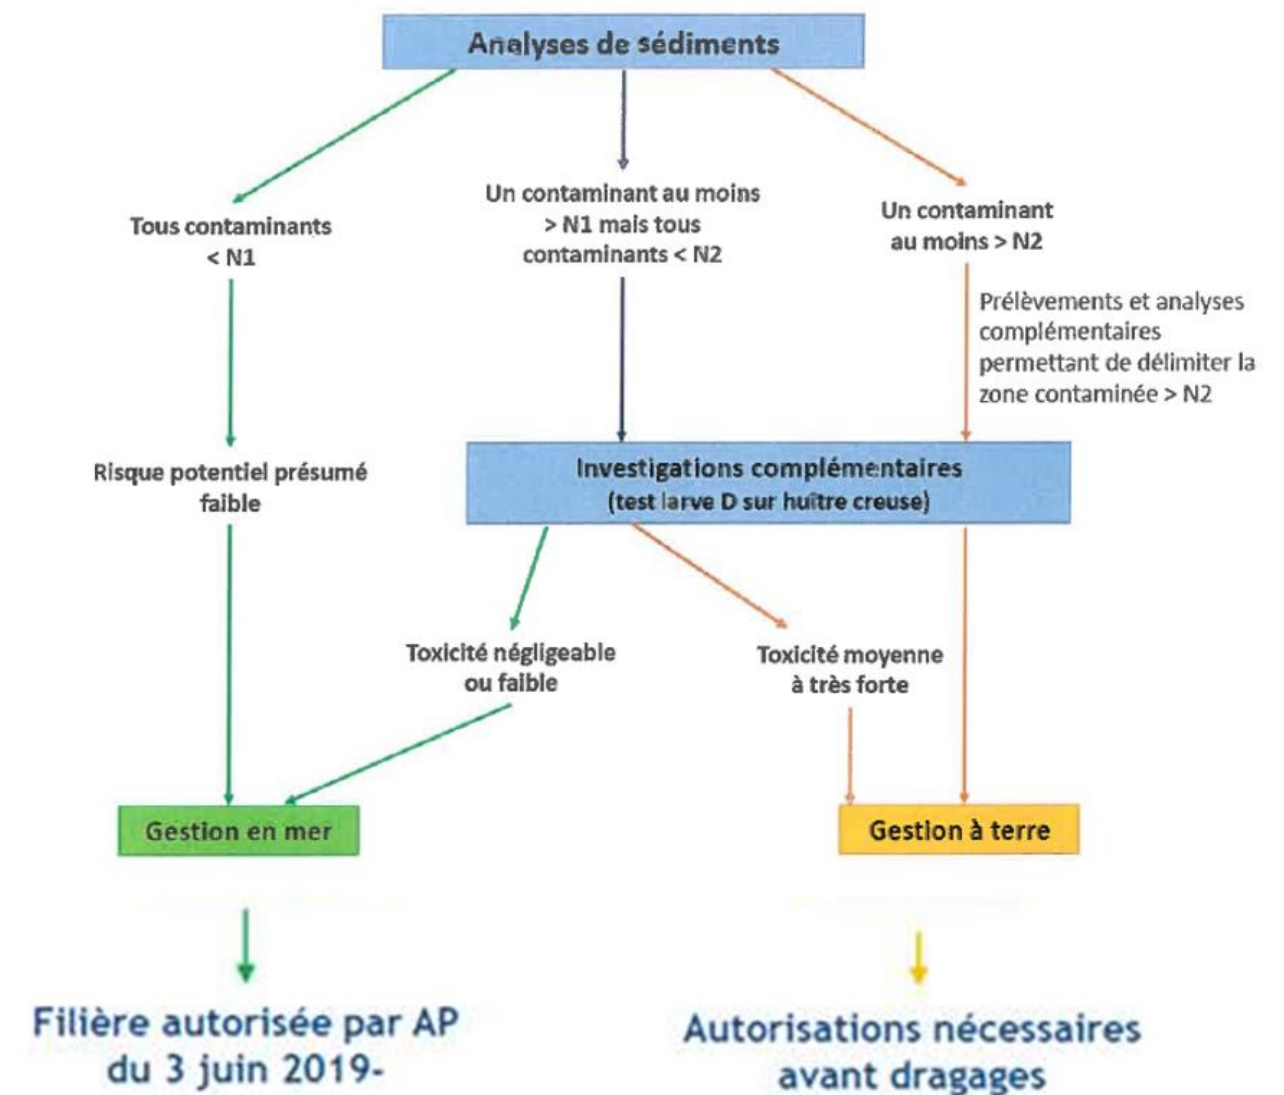 Analyses de sédiments
Tous contaminants
< N1
Un contaminant au moins
> N1 mais tous
contaminants < N2
Un contaminant
au moins > N2
Prélèvements et analyses
complémentaires
permettant de délimiter la
zone contaminée > N2
Risque potentiel présumé
faible
Investigations complémentaires
(test larve D sur huître creuse)
Toxicité négligeable
ou faible
Toxicité moyenne
à très forte
Gestion en mer
Gestion à terre
Filière autorisée par AP
du 3 juin 2019-
Autorisations nécessaires
avant dragages